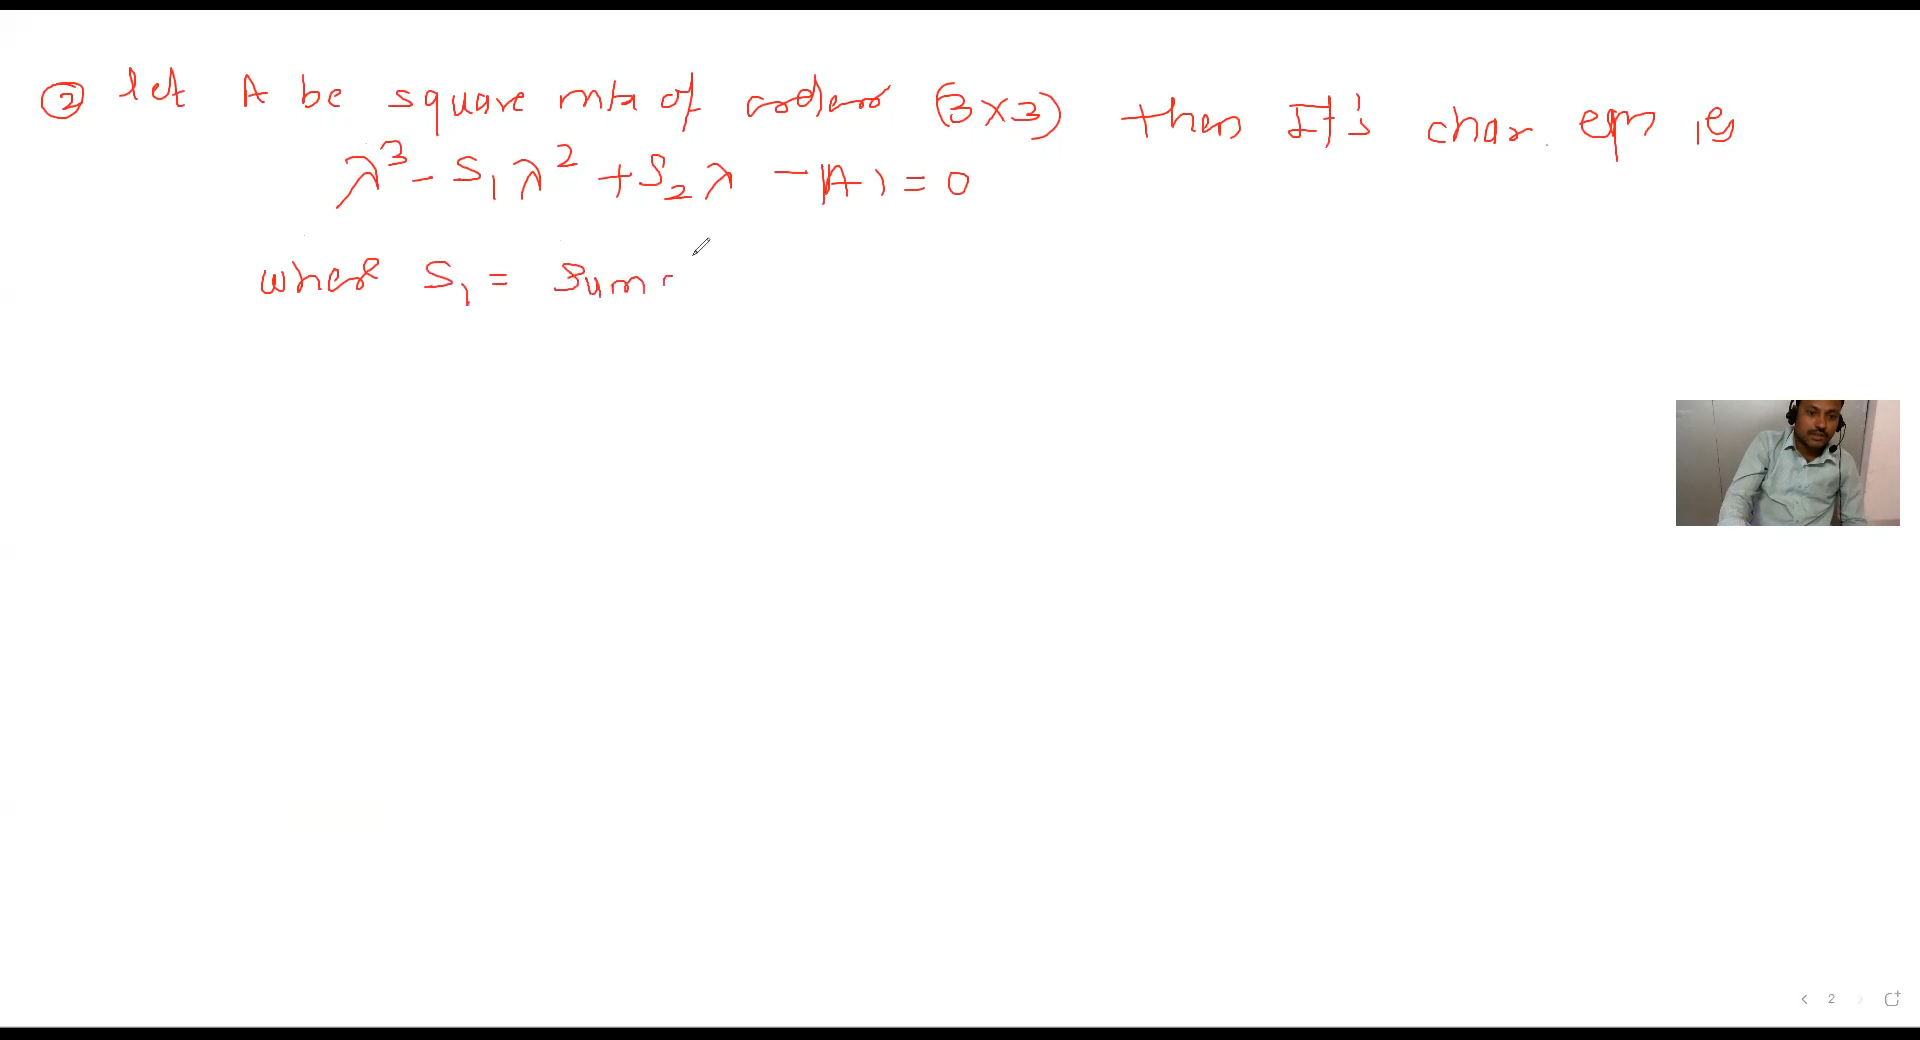 ② let A be square mtx of order (3×3) then It's char. eqn is
λ³ - S₁λ² + S₂λ - |A| = 0
where S₁ = sum
2